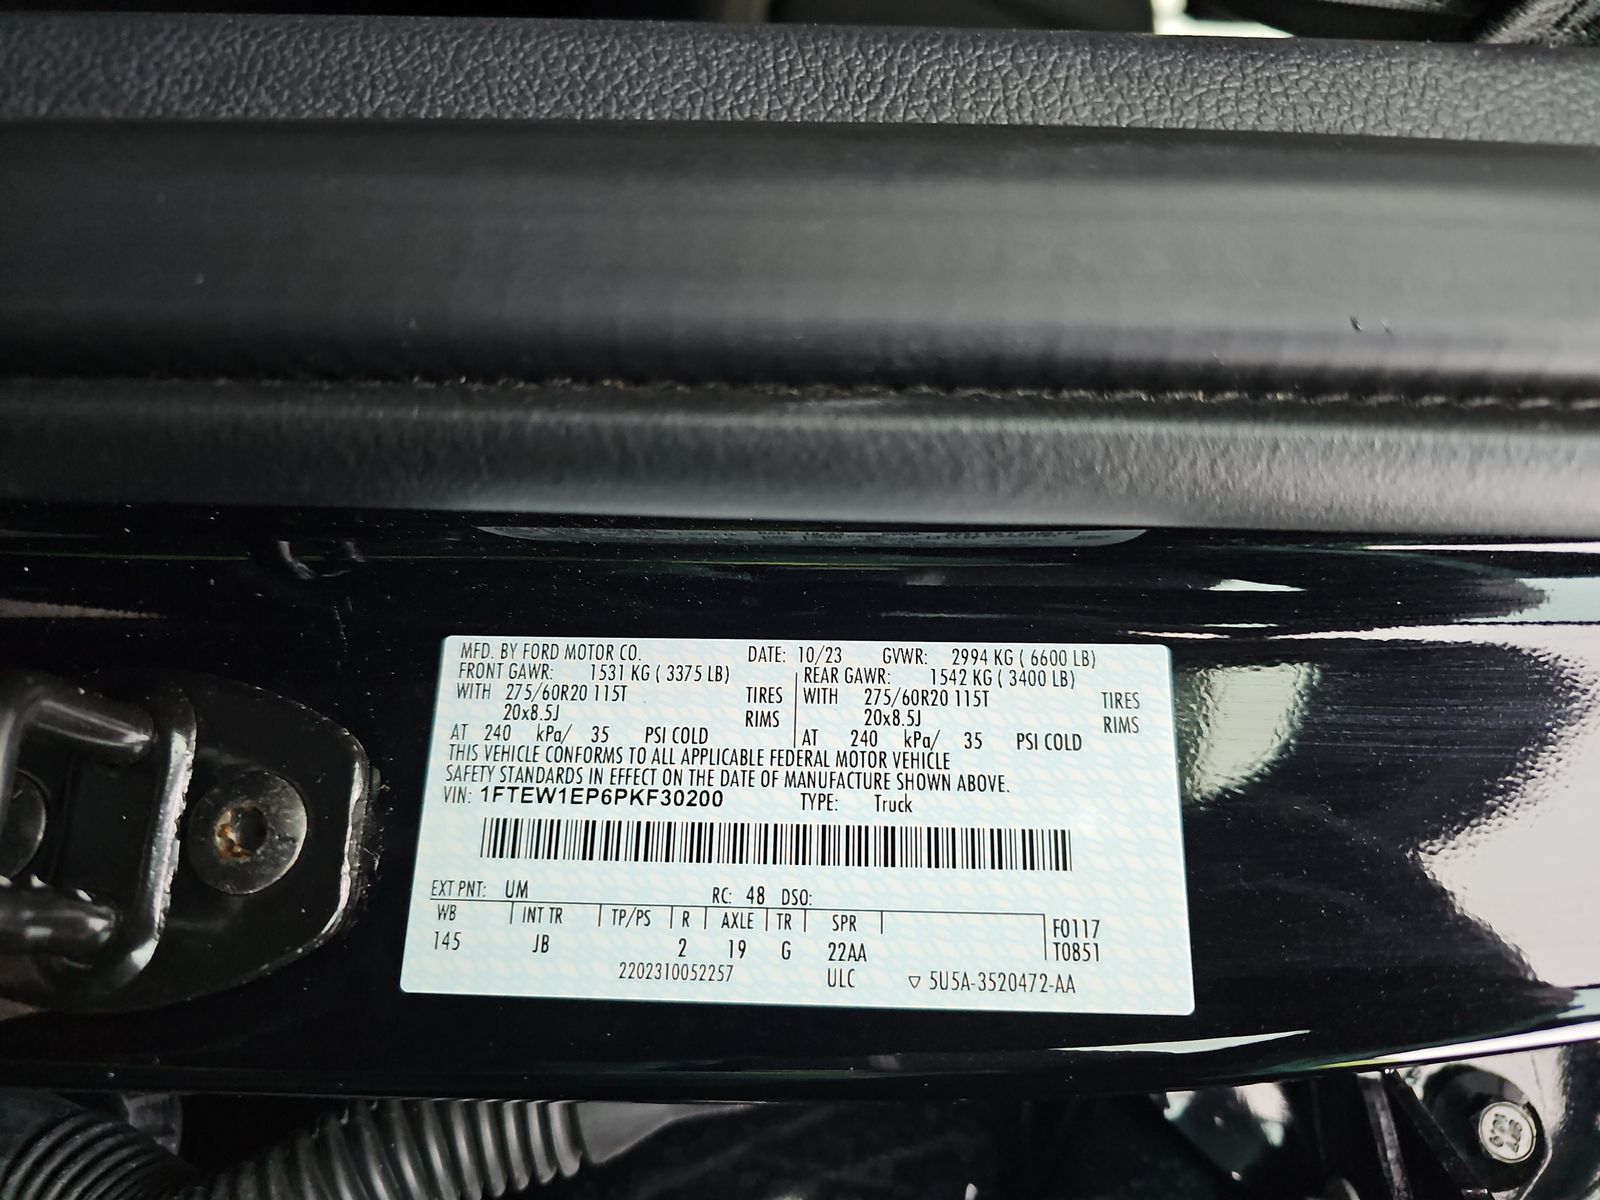 MFD. BY FORD MOTOR CO. DATE: 10/23 GVWR: 2994 KG ( 6600 LB)
FRONT GAWR: 1531 KG ( 3375 LB) REAR GAWR: 1542 KG ( 3400 LB)
WITH 275/60R20 115T TIRES WITH 275/60R20 115T TIRES
20x8.5J RIMS 20x8.5J RIMS
AT 240 kPa/ 35 PSI COLD AT 240 kPa/ 35 PSI COLD
THIS VEHICLE CONFORMS TO ALL APPLICABLE FEDERAL MOTOR VEHICLE
SAFETY STANDARDS IN EFFECT ON THE DATE OF MANUFACTURE SHOWN ABOVE.
VIN: 1FTEW1EP6PKF30200 TYPE: Truck
EXT PNT: UM RC: 48 DSO:
WB INT TR TP/PS R AXLE TR SPR F0117
145 JB 2 19 G 22AA T0851
2202310052257 ULC ▽ 5U5A-3520472-AA